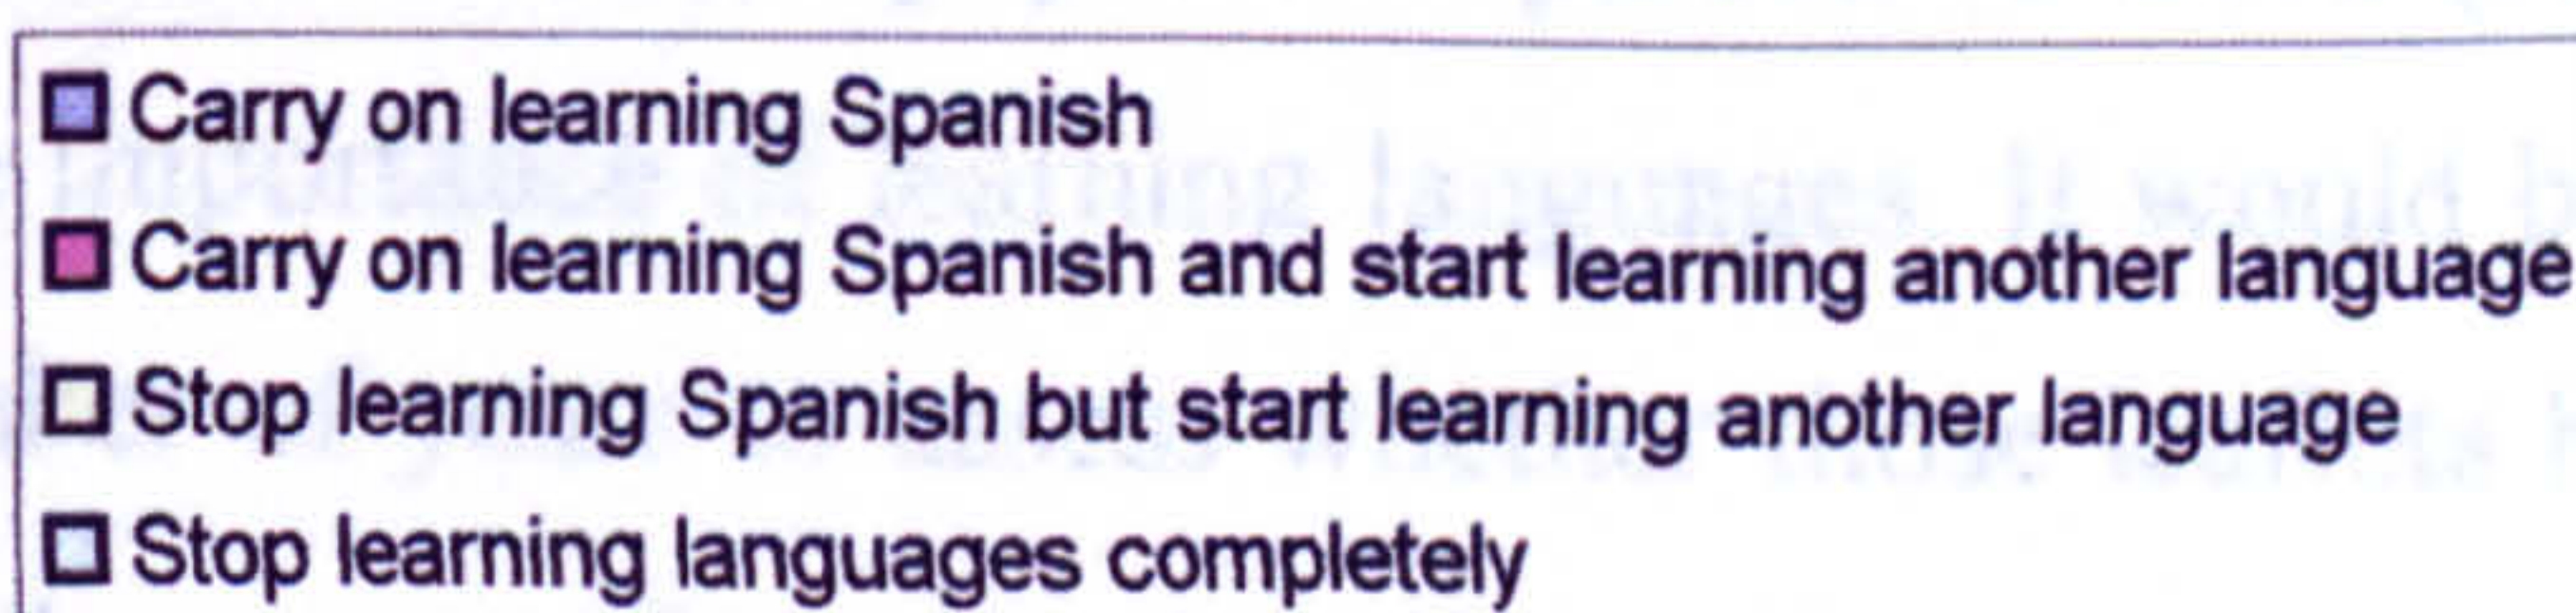 Carry on learning Spanish
Carry on learning Spanish and start learning another language
Stop learning Spanish but start learning another language
Stop learning languages completely